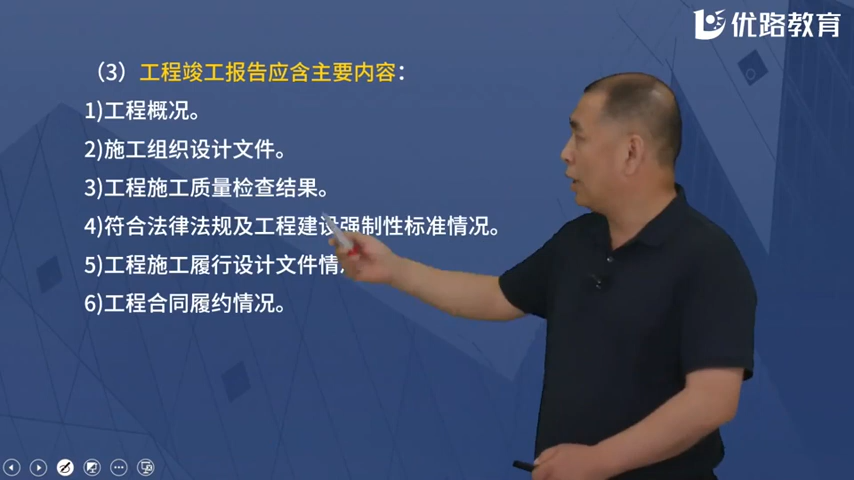 优路教育
（3）工程竣工报告应含主要内容：
1)工程概况。
2)施工组织设计文件。
3)工程施工质量检查结果。
4)符合法律法规及工程建设强制性标准情况。
5)工程施工履行设计文件情
6)工程合同履约情况。